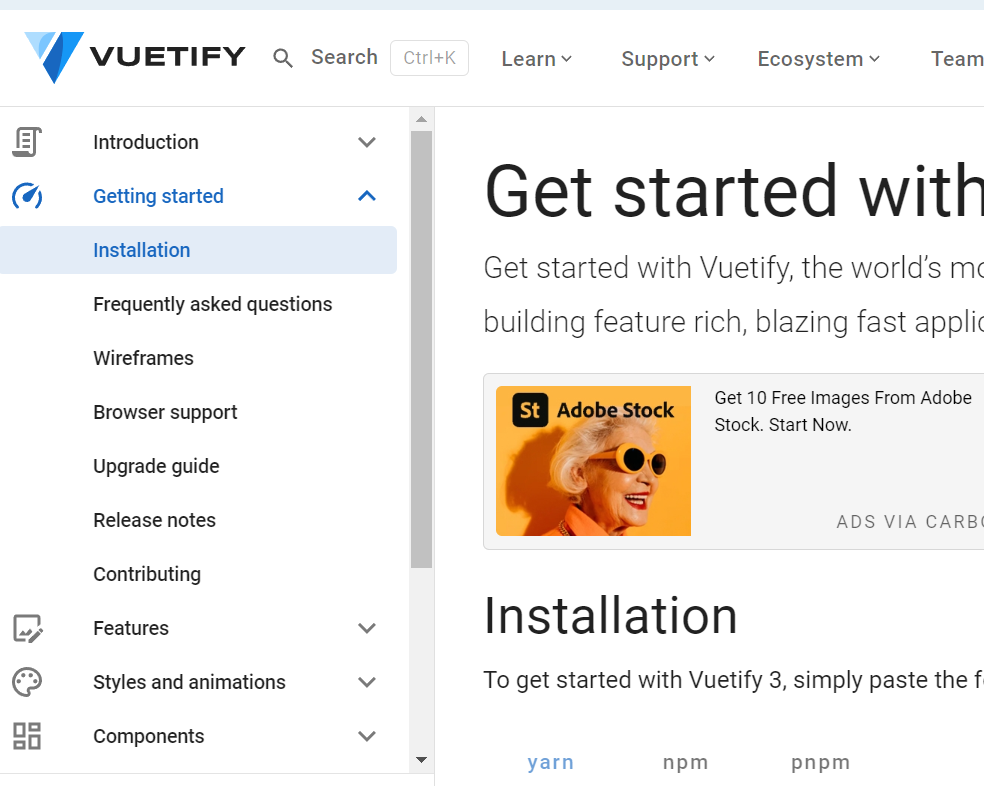 VUETIFY Search Ctrl+K Learn Support Ecosystem Team
Introduction
Getting started
Installation
Frequently asked questions
Wireframes
Browser support
Upgrade guide
Release notes
Contributing
Features
Styles and animations
Components
Get started with
Get started with Vuetify, the world’s
building feature rich, blazing fast
St Adobe Stock
Get 10 Free Images From Adobe
Stock. Start Now.
ADS VIA
Installation
To get started with Vuetify 3, simply paste the
yarn npm pnpm